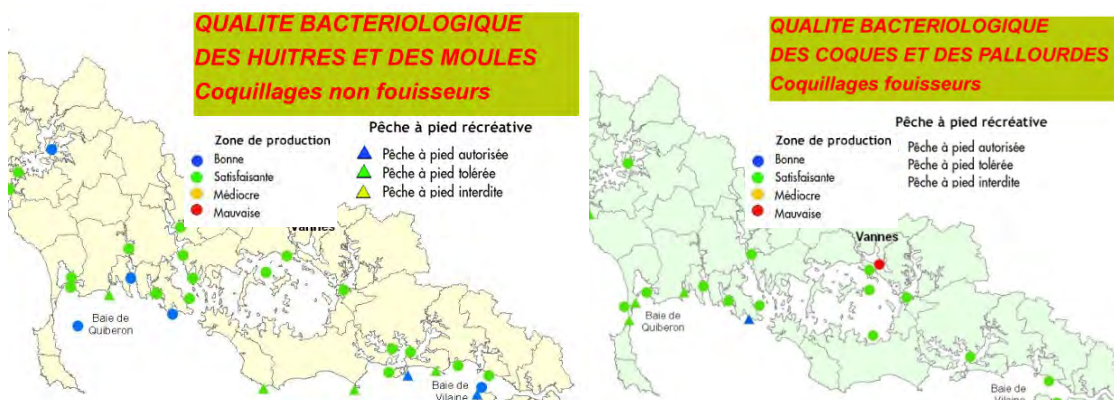 QUALITE BACTERIOLOGIQUE
DES HUITRES ET DES MOULES
Coquillages non fouisseurs
Zone de production
Bonne
Satisfaisante
Médiocre
Mauvaise
Pêche à pied récréative
Pêche à pied autorisée
Pêche à pied tolérée
Pêche à pied interdite
Vannes
Baie de
Quiberon
Baie de
Vilaine
QUALITE BACTERIOLOGIQUE
DES COQUES ET DES PALLOURDES
Coquillages fouisseurs
Zone de production
Bonne
Satisfaisante
Médiocre
Mauvaise
Pêche à pied récréative
Pêche à pied autorisée
Pêche à pied tolérée
Pêche à pied interdite
Vannes
Baie de
Quiberon
Baie de
Vilaine